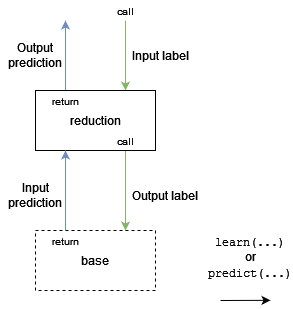 call
Output
prediction
Input label
return
reduction
call
Input
prediction
Output label
return
base
learn(...)
or
predict(...)